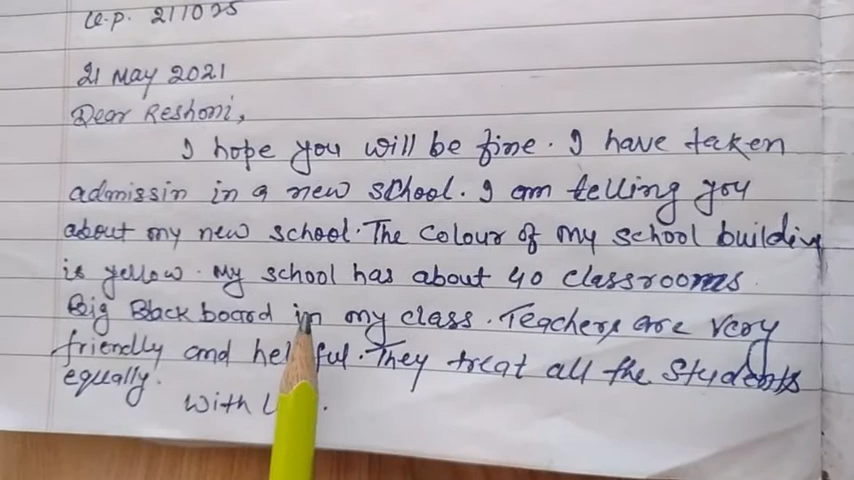 U.P. 211025
21 May 2021
Dear Reshoni,
I hope you will be fine. I have taken
admissin in a new school. I am telling you
about my new school. The colour of my school building
is yellow. My school has about 40 classrooms.
Big Black board in my class. Teachers are very
friendly and helpful. They treat all the students
equally.
With